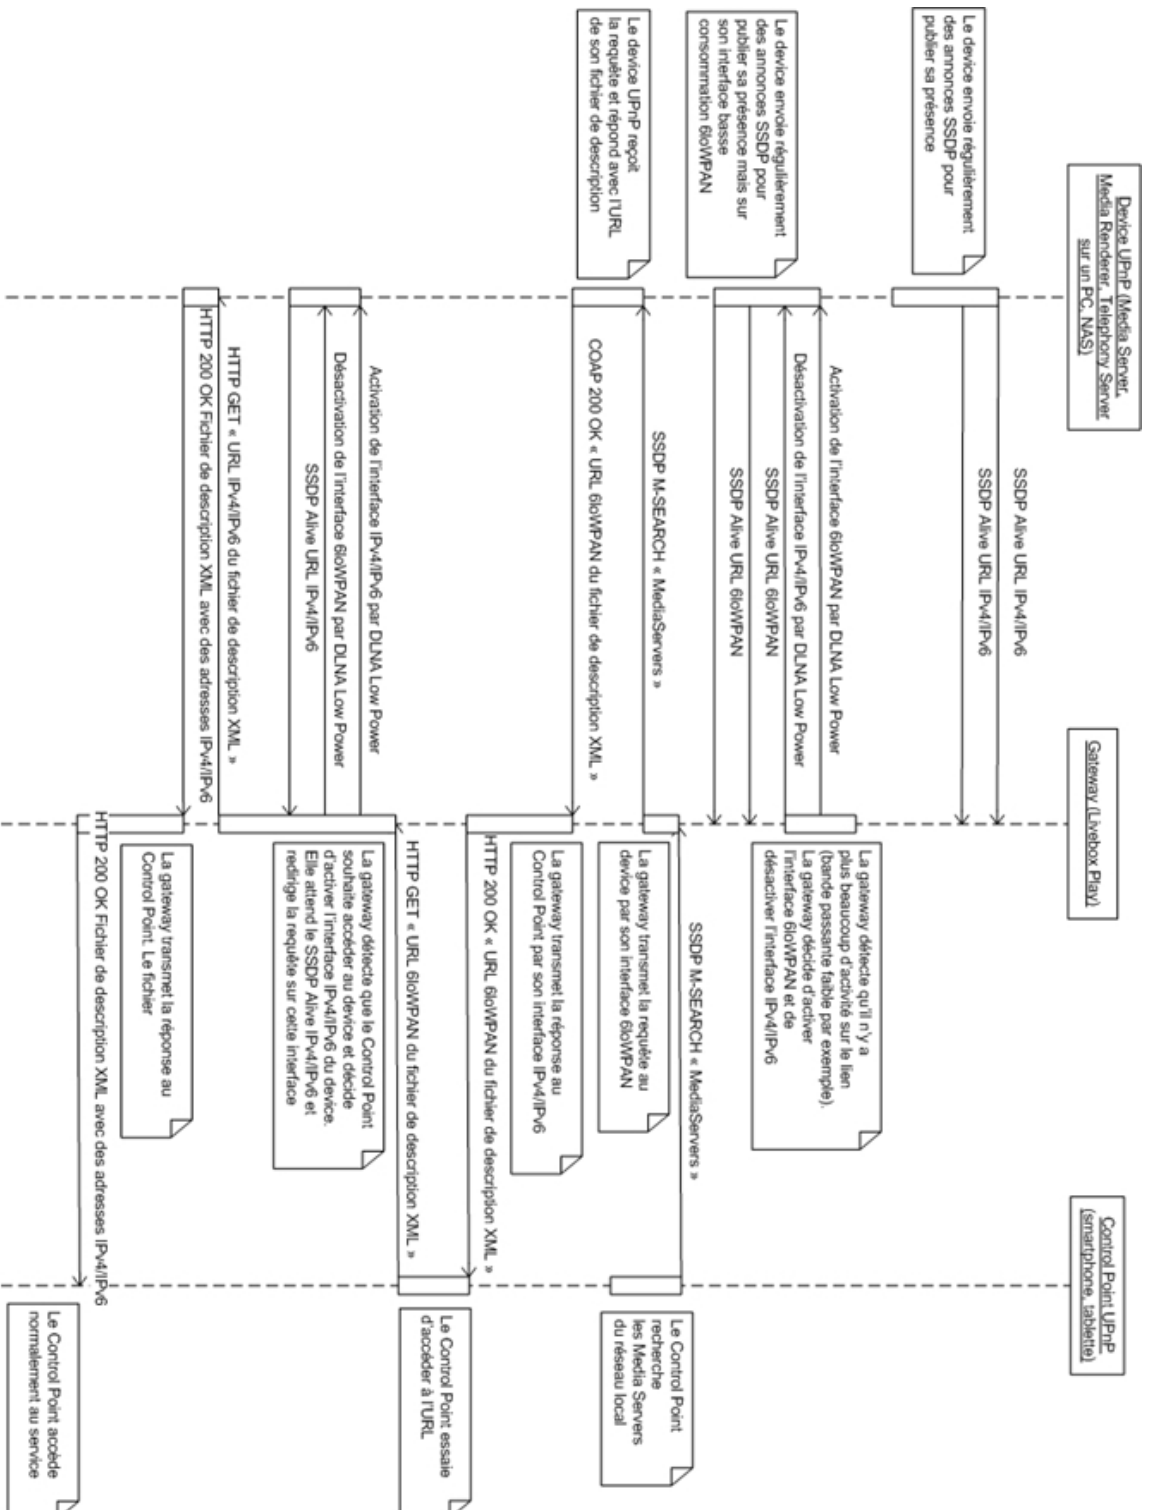 Device UPnP (Media Server,
Media Renderer, Telephony Server
sur un PC, NAS)
Gateway (Livebox Play)
Control Point UPnP
(smartphone, tablette)
Le device envoie régulièrement
des annonces SSDP pour
publier sa présence
SSDP Alive URL IPv4/IPv6
SSDP Alive URL IPv4/IPv6
La gateway détecte qu'il n'y a
plus beaucoup d'activité sur le lien
(bande passante faible par exemple).
La gateway décide d'activer
l'interface 6loWPAN et de
désactiver l'interface IPv4/IPv6
Activation de l'interface 6loWPAN par DLNA Low Power
Désactivation de l'interface IPv4/IPv6 par DLNA Low Power
Le device envoie régulièrement
des annonces SSDP pour
publier sa présence mais sur
son interface basse
consommation 6loWPAN
SSDP Alive URL 6loWPAN
SSDP Alive URL 6loWPAN
Le Control Point
recherche
les Media Servers
du réseau local
SSDP M-SEARCH « MediaServers »
La gateway transmet la requête au
device par son interface 6loWPAN
SSDP M-SEARCH « MediaServers »
Le device UPnP reçoit
la requête et répond avec l'URL
de son fichier de description
COAP 200 OK « URL 6loWPAN du fichier de description XML »
La gateway transmet la réponse au
Control Point par son interface IPv4/IPv6
HTTP 200 OK « URL 6loWPAN du fichier de description XML »
Le Control Point essaie
d'accéder à l'URL
HTTP GET « URL 6loWPAN du fichier de description XML »
La gateway détecte que le Control Point
souhaite accéder au device et décide
d'activer l'interface IPv4/IPv6 du device.
Elle attend le SSDP Alive IPv4/IPv6 et
redirige la requête sur cette interface
Activation de l'interface IPv4/IPv6 par DLNA Low Power
Désactivation de l'interface 6loWPAN par DLNA Low Power
SSDP Alive URL IPv4/IPv6
HTTP GET « URL IPv4/IPv6 du fichier de description XML »
HTTP 200 OK Fichier de description XML avec des adresses IPv4/IPv6
La gateway transmet la réponse au
Control Point. Le fichier
HTTP 200 OK Fichier de description XML avec des adresses IPv4/IPv6
Le Control Point accède
normalement au service